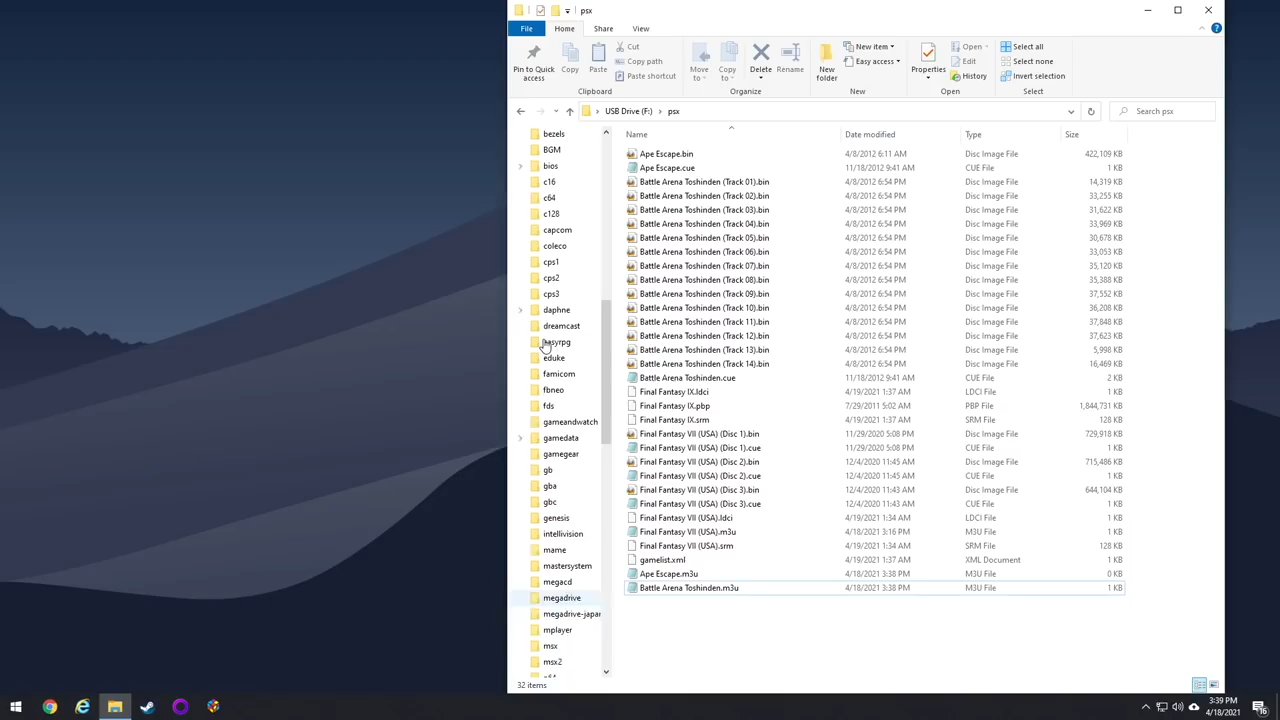 psx
File Home Share View
Pin to Quick access
Copy
Paste
Cut
Copy path
Paste shortcut
Clipboard
Move to
Copy to
Delete
Rename
Organize
New folder
New item
Easy access
New
Properties
Open
Edit
History
Open
Select all
Select none
Invert selection
Select
USB Drive (F:) > psx
Search psx
bezels
BGM
bios
c16
c64
c128
capcom
coleco
cps1
cps2
cps3
daphne
dreamcast
easyrpg
eduke
famicom
fbneo
fds
gameandwatch
gamedata
gamegear
gb
gba
gbc
genesis
intellivision
mame
mastersystem
megacd
megadrive
megadrive-japan
mplayer
msx
msx2
Name Date modified Type Size
Ape Escape.bin 4/8/2012 6:11 AM Disc Image File 422,109 KB
Ape Escape.cue 11/18/2012 9:41 AM CUE File 1 KB
Battle Arena Toshinden (Track 01).bin 4/8/2012 6:54 PM Disc Image File 14,319 KB
Battle Arena Toshinden (Track 02).bin 4/8/2012 6:54 PM Disc Image File 33,255 KB
Battle Arena Toshinden (Track 03).bin 4/8/2012 6:54 PM Disc Image File 31,622 KB
Battle Arena Toshinden (Track 04).bin 4/8/2012 6:54 PM Disc Image File 33,969 KB
Battle Arena Toshinden (Track 05).bin 4/8/2012 6:54 PM Disc Image File 30,678 KB
Battle Arena Toshinden (Track 06).bin 4/8/2012 6:54 PM Disc Image File 33,053 KB
Battle Arena Toshinden (Track 07).bin 4/8/2012 6:54 PM Disc Image File 35,120 KB
Battle Arena Toshinden (Track 08).bin 4/8/2012 6:54 PM Disc Image File 35,388 KB
Battle Arena Toshinden (Track 09).bin 4/8/2012 6:54 PM Disc Image File 37,552 KB
Battle Arena Toshinden (Track 10).bin 4/8/2012 6:54 PM Disc Image File 36,208 KB
Battle Arena Toshinden (Track 11).bin 4/8/2012 6:54 PM Disc Image File 37,848 KB
Battle Arena Toshinden (Track 12).bin 4/8/2012 6:54 PM Disc Image File 37,623 KB
Battle Arena Toshinden (Track 13).bin 4/8/2012 6:54 PM Disc Image File 5,998 KB
Battle Arena Toshinden (Track 14).bin 4/8/2012 6:54 PM Disc Image File 16,469 KB
Battle Arena Toshinden.cue 11/18/2012 9:41 AM CUE File 2 KB
Final Fantasy IX.ldci 4/19/2021 1:37 AM LDCI File 1 KB
Final Fantasy IX.pbp 7/29/2011 5:02 AM PBP File 1,844,731 KB
Final Fantasy IX.srm 4/19/2021 1:37 AM SRM File 128 KB
Final Fantasy VII (USA) (Disc 1).bin 11/29/2020 5:08 PM Disc Image File 729,918 KB
Final Fantasy VII (USA) (Disc 1).cue 11/29/2020 5:08 PM CUE File 1 KB
Final Fantasy VII (USA) (Disc 2).bin 12/4/2020 11:45 AM Disc Image File 715,486 KB
Final Fantasy VII (USA) (Disc 2).cue 12/4/2020 11:45 AM CUE File 1 KB
Final Fantasy VII (USA) (Disc 3).bin 12/4/2020 11:43 AM Disc Image File 644,104 KB
Final Fantasy VII (USA) (Disc 3).cue 12/4/2020 11:43 AM CUE File 1 KB
Final Fantasy VII (USA).ldci 4/19/2021 1:34 AM LDCI File 1 KB
Final Fantasy VII (USA).m3u 4/18/2021 3:16 PM M3U File 1 KB
Final Fantasy VII (USA).srm 4/19/2021 1:34 AM SRM File 128 KB
gamelist.xml 4/19/2021 1:37 AM XML Document 1 KB
Ape Escape.m3u 4/18/2021 3:38 PM M3U File 0 KB
Battle Arena Toshinden.m3u 4/18/2021 3:38 PM M3U File 1 KB
32 items
3:39 PM
4/18/2021
16